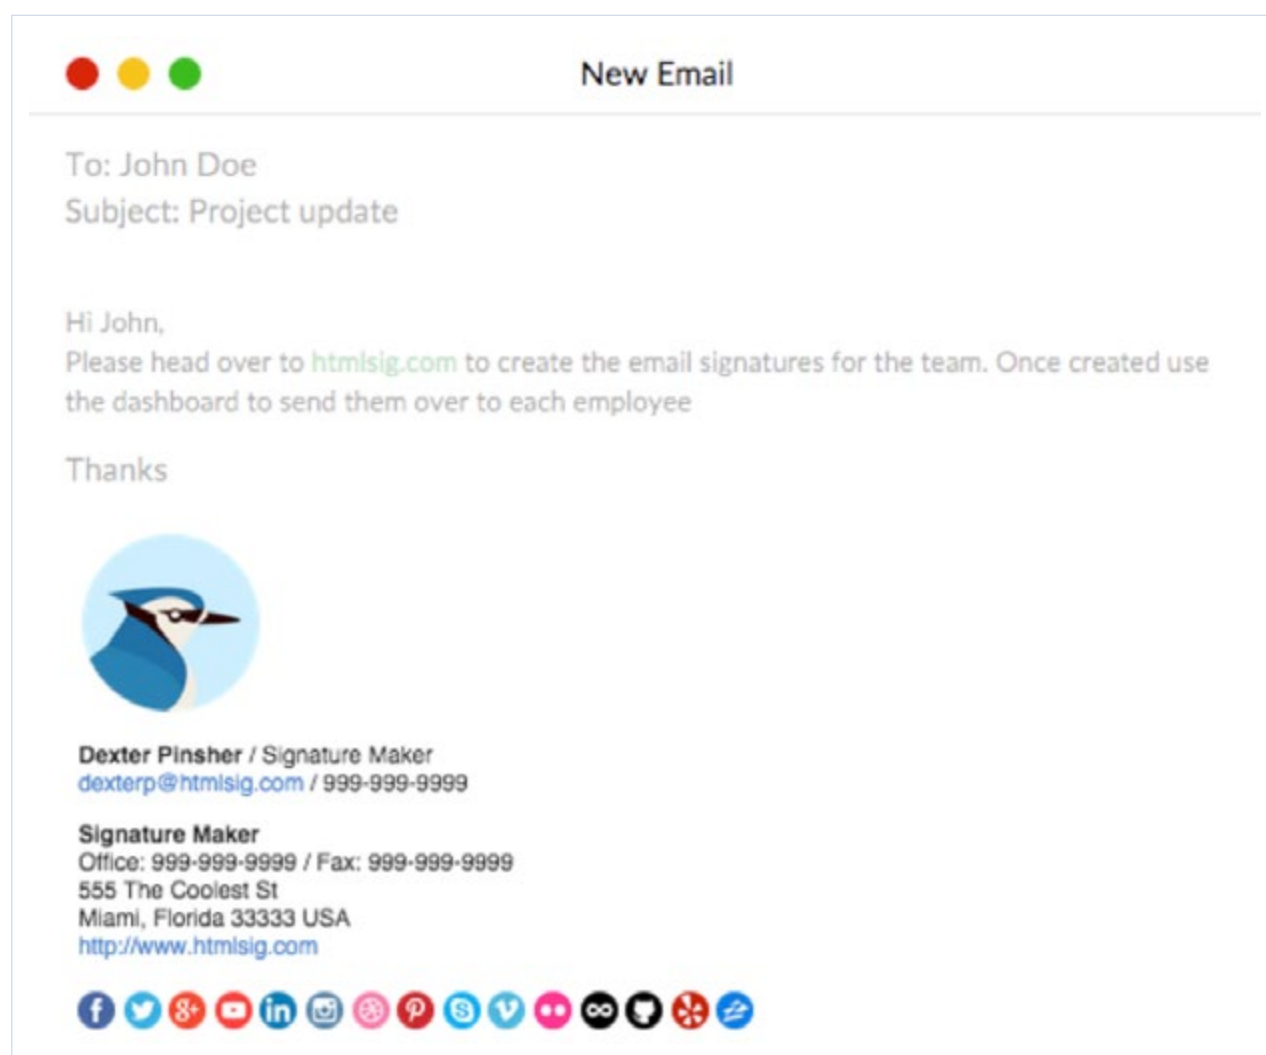 New Email
To: John Doe
Subject: Project update
Hi John,
Please head over to htmlsig.com to create the email signatures for the team. Once created use
the dashboard to send them over to each employee
Thanks
Dexter Pinsher / Signature Maker
dexterp@htmlsig.com / 999-999-9999
Signature Maker
Office: 999-999-9999 / Fax: 999-999-9999
555 The Coolest St
Miami, Florida 33333 USA
http://www.htmlsig.com